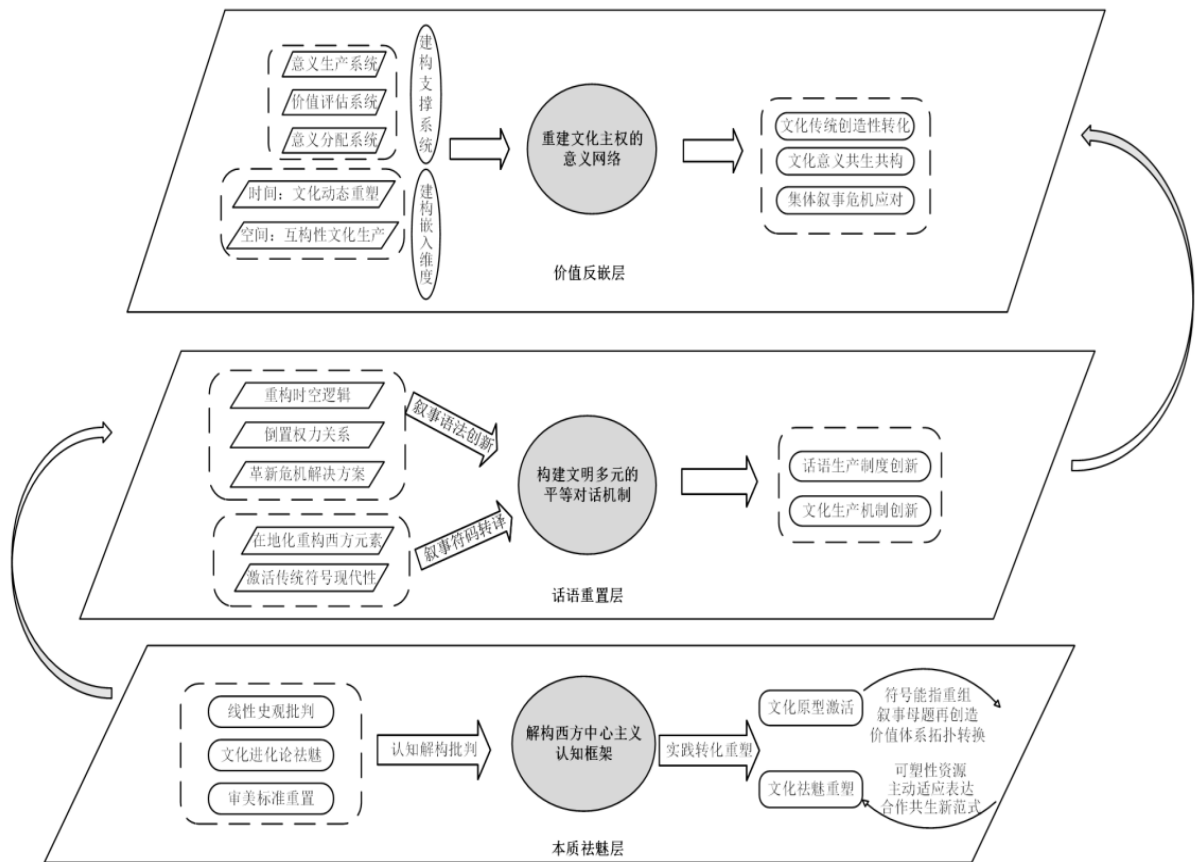 意义生产系统
价值评估系统
意义分配系统
建构支撑系统
时间：文化动态重塑
空间：互构性文化生产
建构嵌入维度
重建文化主权的
意义网络
文化传统创造性转化
文化意义共生共构
集体叙事危机应对
价值反嵌层
重构时空逻辑
倒置权力关系
革新危机解决方案
叙事语法创新
在地化重构西方元素
激活传统符号现代性
叙事符码转译
构建文明多元的
平等对话机制
话语生产制度创新
文化生产机制创新
话语重置层
线性史观批判
文化进化论祛魅
审美标准重置
认知解构批判
解构西方中心主义
认知框架
实践转化重塑
文化原型激活
符号能指重组
叙事母题再创造
价值体系拓扑转换
文化祛魅重塑
可塑性资源
主动适应表达
合作共生新范式
本质祛魅层